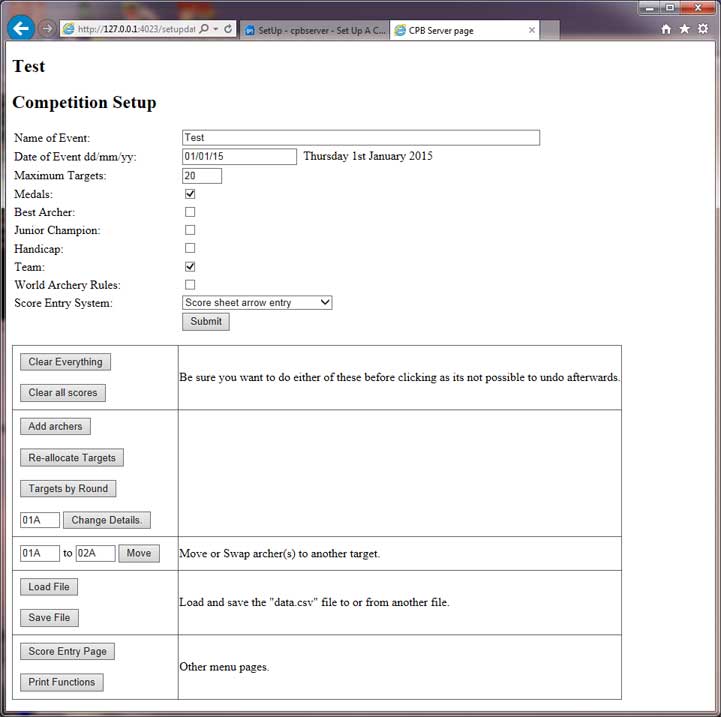 http://127.0.0.1:4023/setupdat
SetUp - cpbserver - Set Up A C...
CPB Server page
Test
Competition Setup
Name of Event: Test
Date of Event dd/mm/yy: 01/01/15 Thursday 1st January 2015
Maximum Targets: 20
Medals:
Best Archer:
Junior Champion:
Handicap:
Team:
World Archery Rules:
Score Entry System: Score sheet arrow entry
Submit
Clear Everything
Clear all scores
Be sure you want to do either of these before clicking as its not possible to undo afterwards.
Add archers
Re-allocate Targets
Targets by Round
01A Change Details.
01A to 02A Move
Move or Swap archer(s) to another target.
Load File
Save File
Load and save the "data.csv" file to or from another file.
Score Entry Page
Print Functions
Other menu pages.